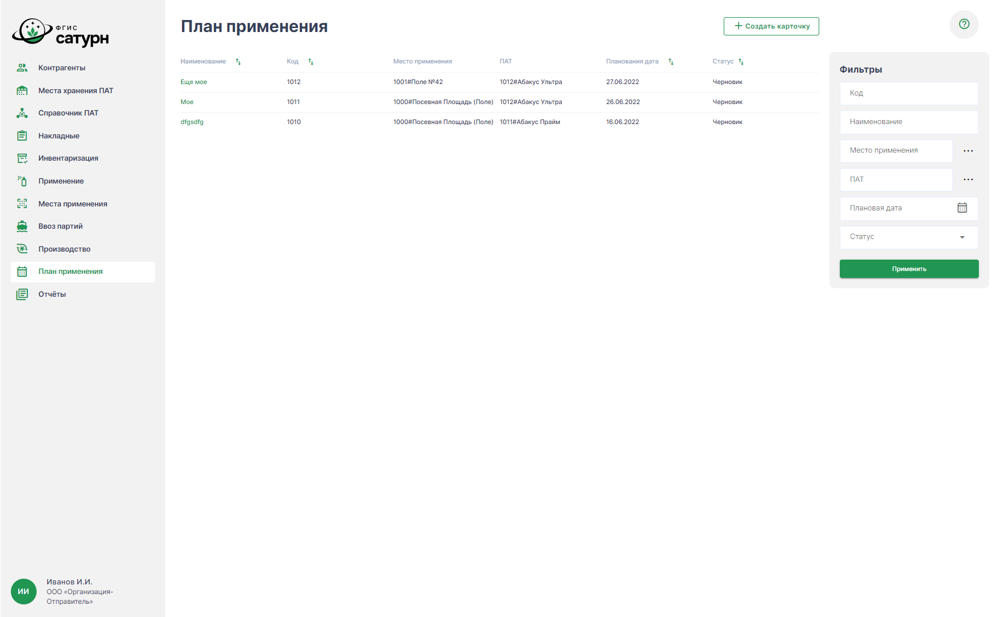 ФГИС
сатурн
Контрагенты
Места хранения ПАТ
Справочник ПАТ
Накладные
Инвентаризация
Применение
Места применения
Ввоз партий
Производство
План применения
Отчёты
ИИ
Иванов И.И.
ООО «Организация-
Отправитель»
План применения
Создать карточку
Наименование Код Место применения ПАТ Планования дата Статус
Еще мое 1012 1001#Поле №42 1012#Абакус Ультра 27.06.2022 Черновик
Мое 1011 1000#Посевная Площадь (Поле) 1012#Абакус Ультра 26.06.2022 Черновик
dfgsdfg 1010 1000#Посевная Площадь (Поле) 1011#Абакус Прайм 16.06.2022 Черновик
Фильтры
Код
Наименование
Место применения ...
ПАТ ...
Плановая дата
Статус
Применить